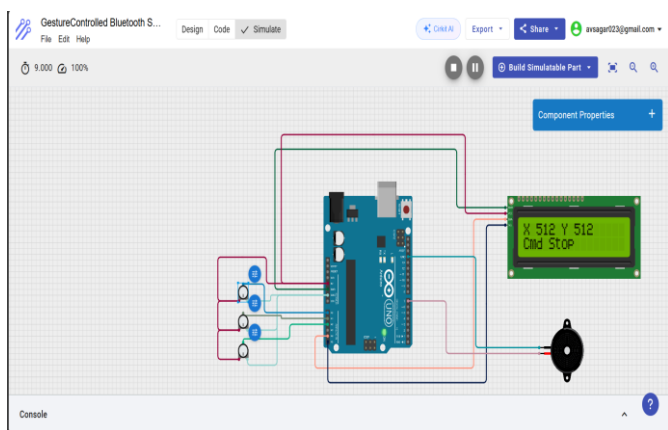 GestureControlled Bluetooth S...
File Edit Help
Design Code Simulate
Cirkit AI
Export
Share
avsagar023@gmail.com
9.000 100%
Build Simulatable Part
Component Properties +
X 512 Y 512
Cmd Stop
UNO
Console
?